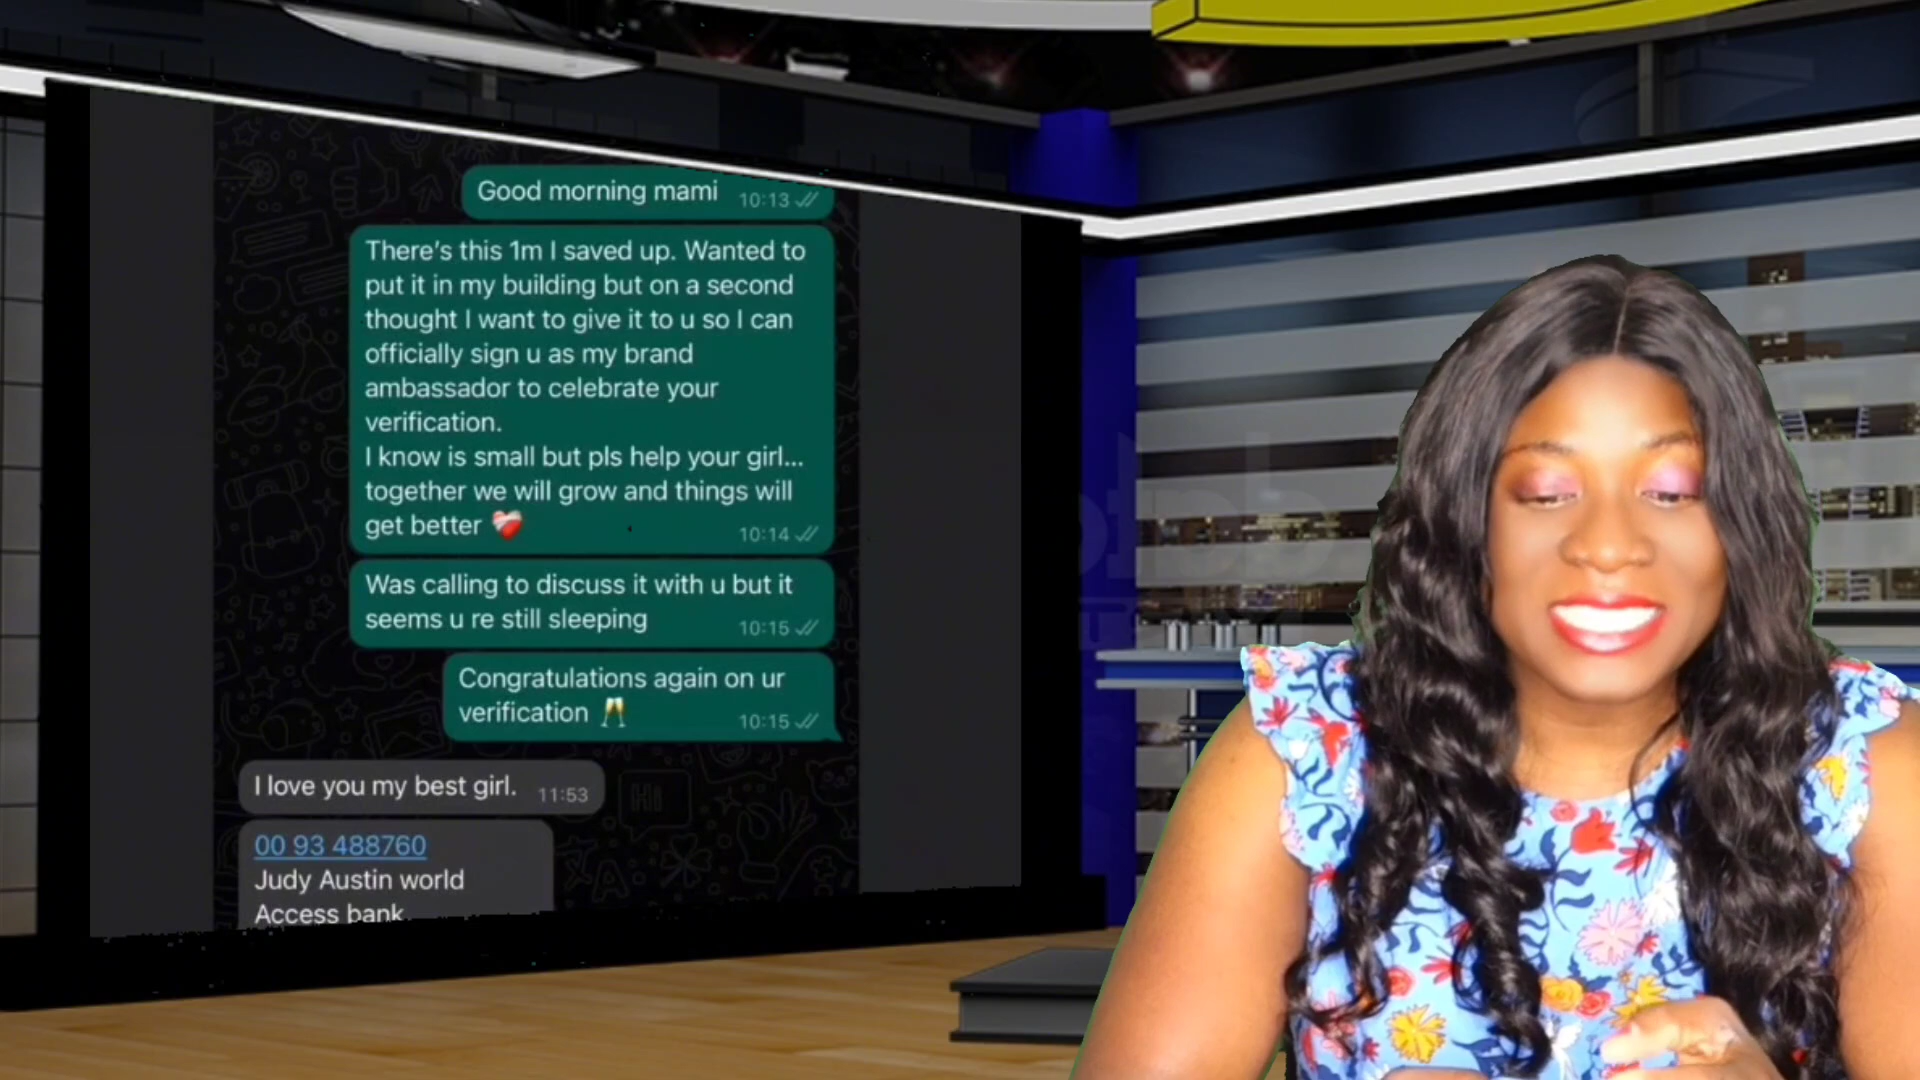 Good morning mami 10:13
There's this 1m I saved up. Wanted to
put it in my building but on a second
thought I want to give it to u so I can
officially sign u as my brand
ambassador to celebrate your
verification.
I know is small but pls help your girl...
together we will grow and things will
get better ❤️‍🩹 10:14
Was calling to discuss it with u but it
seems u re still sleeping 10:15
Congratulations again on ur
verification 🥂 10:15
I love you my best girl. 11:53
00 93 488760
Judy Austin world
Access bank